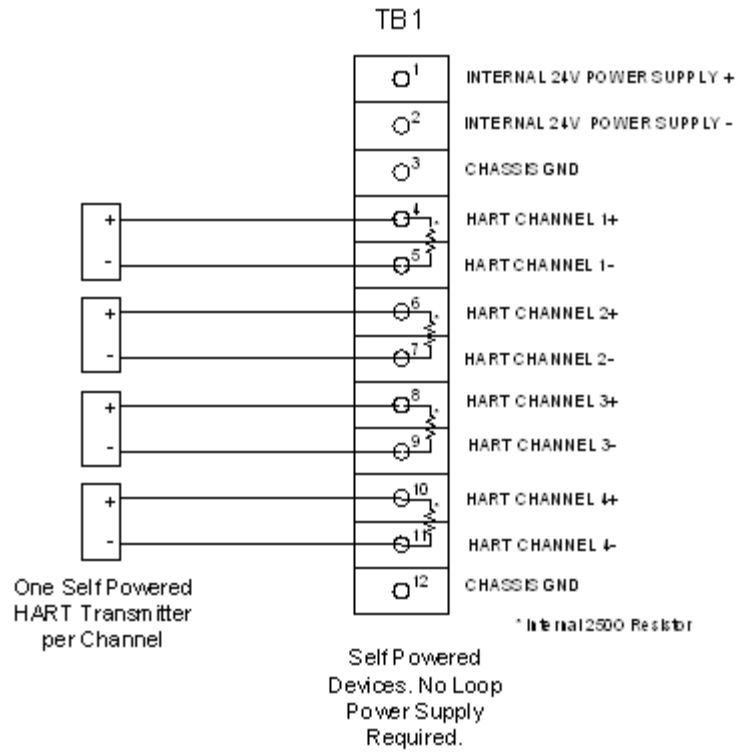 TB1
1 INTERNAL 24V POWER SUPPLY +
2 INTERNAL 24V POWER SUPPLY -
3 CHASSIS GND
+ 4 * HART CHANNEL 1+
- 5 HART CHANNEL 1-
+ 6 * HART CHANNEL 2+
- 7 HART CHANNEL 2-
+ 8 * HART CHANNEL 3+
- 9 HART CHANNEL 3-
+ 10 * HART CHANNEL 4+
- 11 HART CHANNEL 4-
12 CHASSIS GND
* Internal 250O Resistor
One Self Powered
HART Transmitter
per Channel
Self Powered
Devices. No Loop
Power Supply
Required.